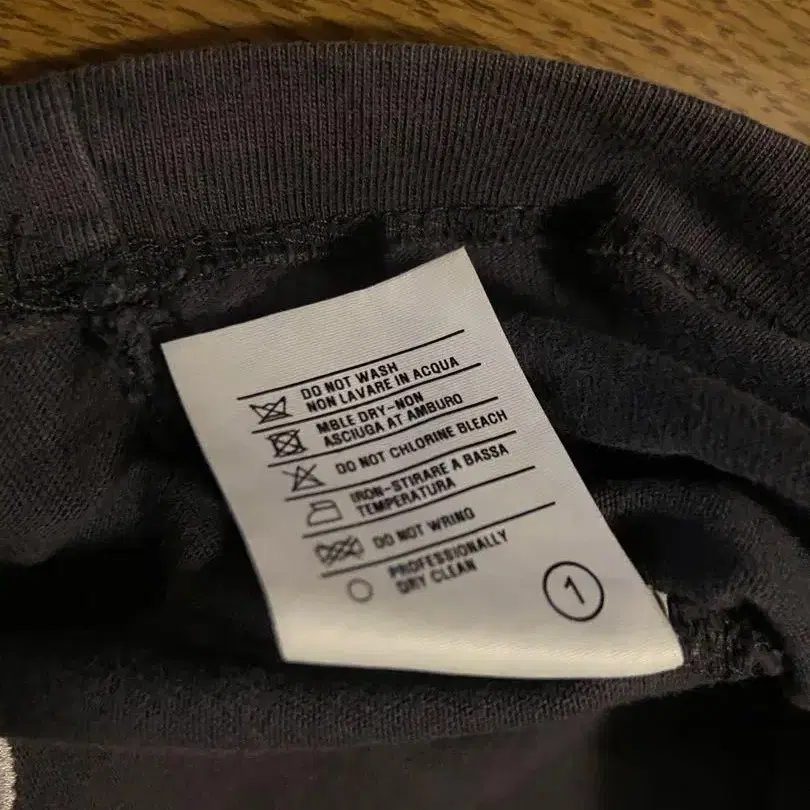 DO NOT WASH
NON LAVARE IN ACQUA
MBLE DRY-NON
ASCIUGA AT AMBURO
DO NOT CHLORINE BLEACH
IRON-STIRARE A BASSA
TEMPERATURA
DO NOT WRING
PROFESSIONALLY
DRY CLEAN
1